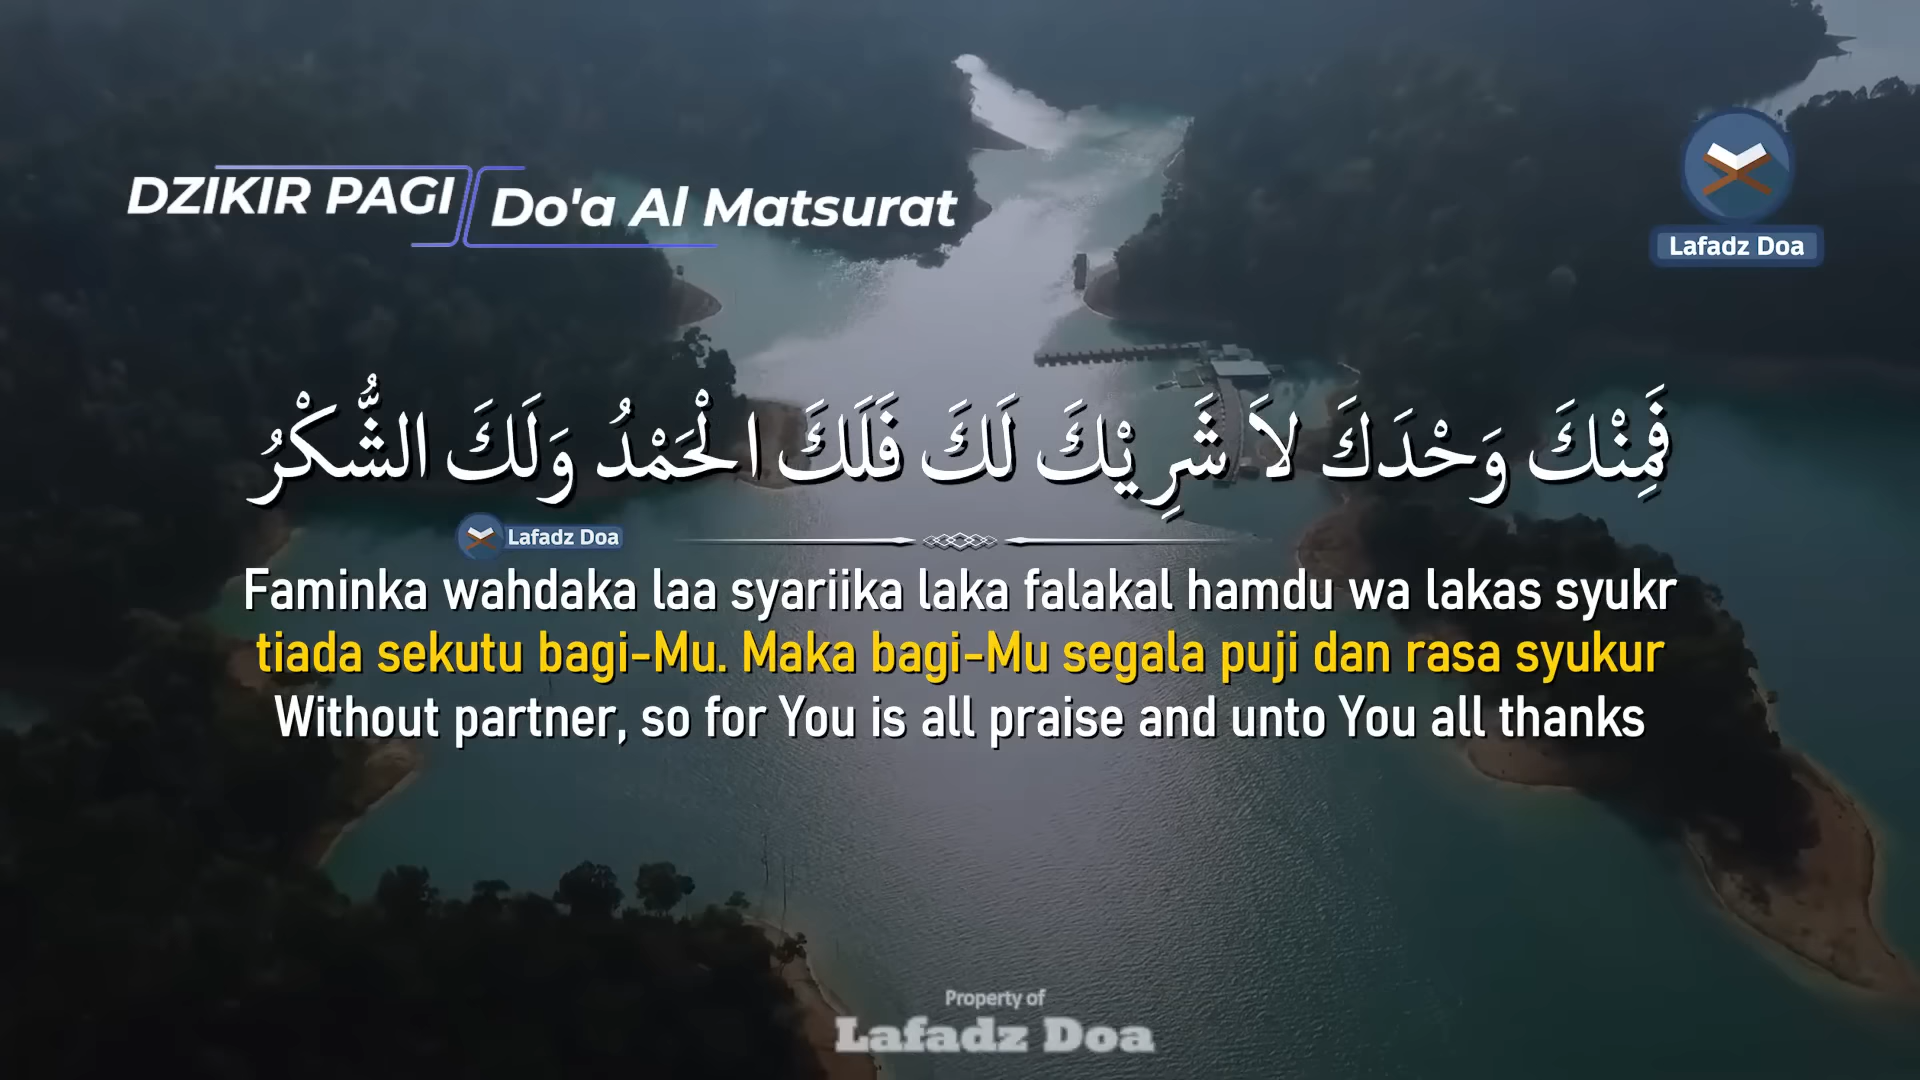 DZIKIR PAGI
Do'a Al Matsurat
Lafadz Doa
فَمِنْكَ وَحْدَكَ لاَ شَرِيْكَ لَكَ فَلَكَ الْحَمْدُ وَلَكَ الشُّكْرُ
Lafadz Doa
Faminka wahdaka laa syariika laka falakal hamdu wa lakas syukr
tiada sekutu bagi-Mu. Maka bagi-Mu segala puji dan rasa syukur
Without partner, so for You is all praise and unto You all thanks
Property of
Lafadz Doa